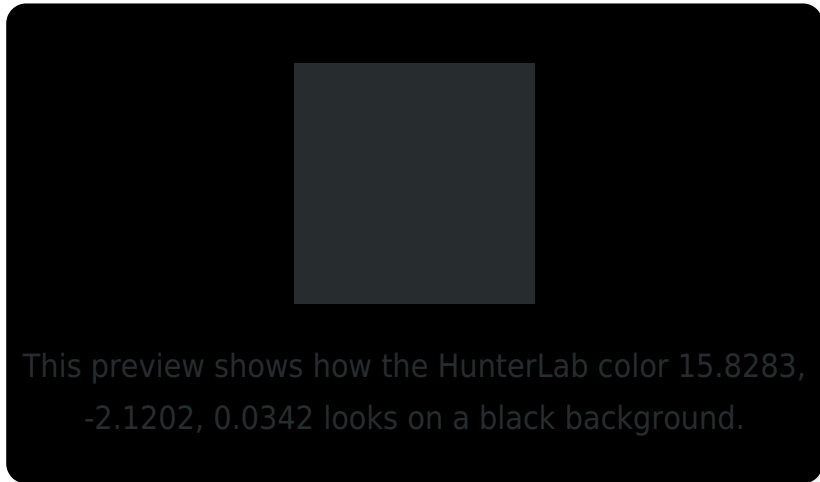 This preview shows how the HunterLab color 15.8283,
-2.1202, 0.0342 looks on a black background.